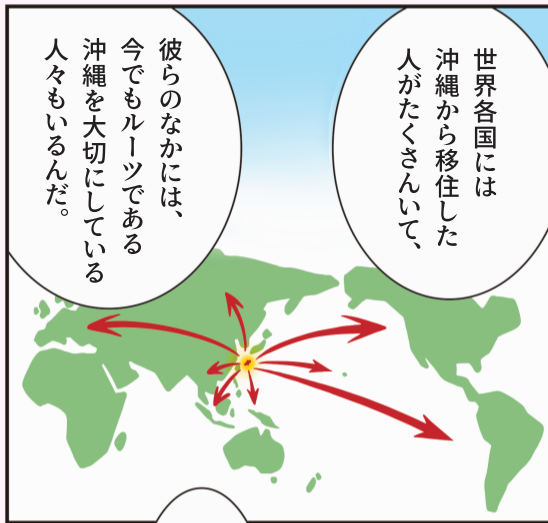 世界各国には
沖縄から移住した
人がたくさんいて、
彼らのなかには、
今でもルーツである
沖縄を大切にしている
人々もいるんだ。